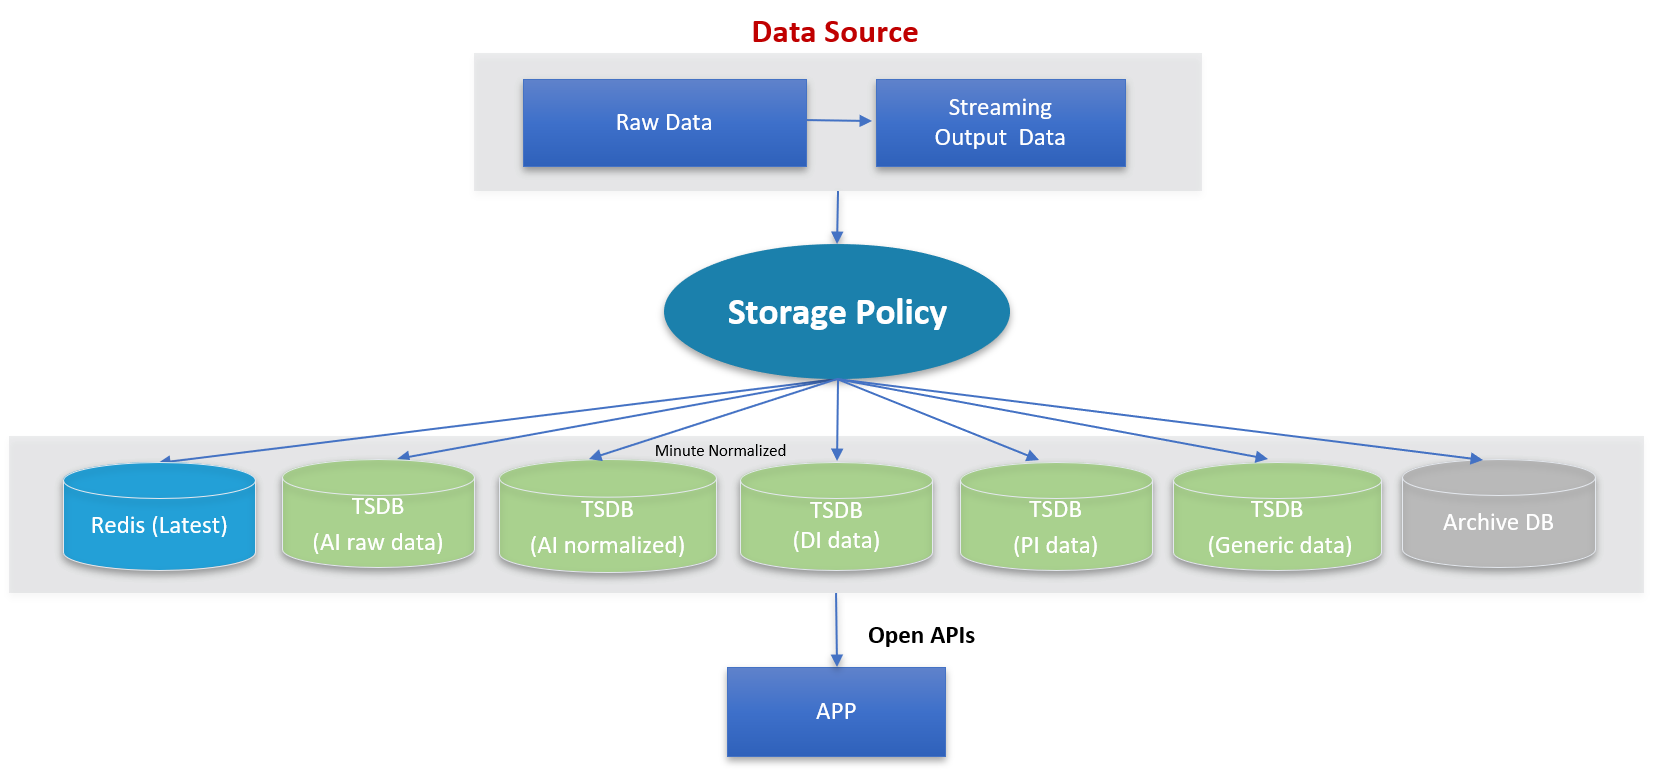 Data Source
Raw Data
Streaming
Output Data
Storage Policy
Minute Normalized
Redis (Latest)
TSDB
(AI raw data)
TSDB
(AI normalized)
TSDB
(DI data)
TSDB
(PI data)
TSDB
(Generic data)
Archive DB
Open APIs
APP